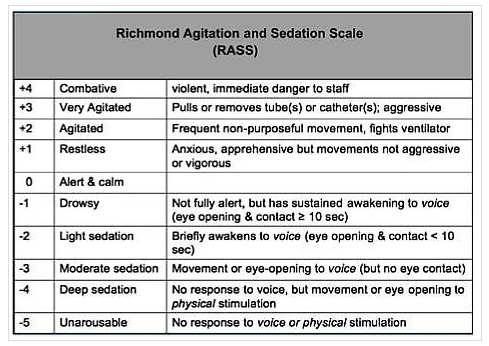 Richmond Agitation and Sedation Scale
(RASS)
+4 Combative violent, immediate danger to staff
+3 Very Agitated Pulls or removes tube(s) or catheter(s); aggressive
+2 Agitated Frequent non-purposeful movement, fights ventilator
+1 Restless Anxious, apprehensive but movements not aggressive
or vigorous
0 Alert & calm
-1 Drowsy Not fully alert, but has sustained awakening to voice
(eye opening & contact ≥ 10 sec)
-2 Light sedation Briefly awakens to voice (eye opening & contact < 10
sec)
-3 Moderate sedation Movement or eye-opening to voice (but no eye contact)
-4 Deep sedation No response to voice, but movement or eye opening to
physical stimulation
-5 Unarousable No response to voice or physical stimulation